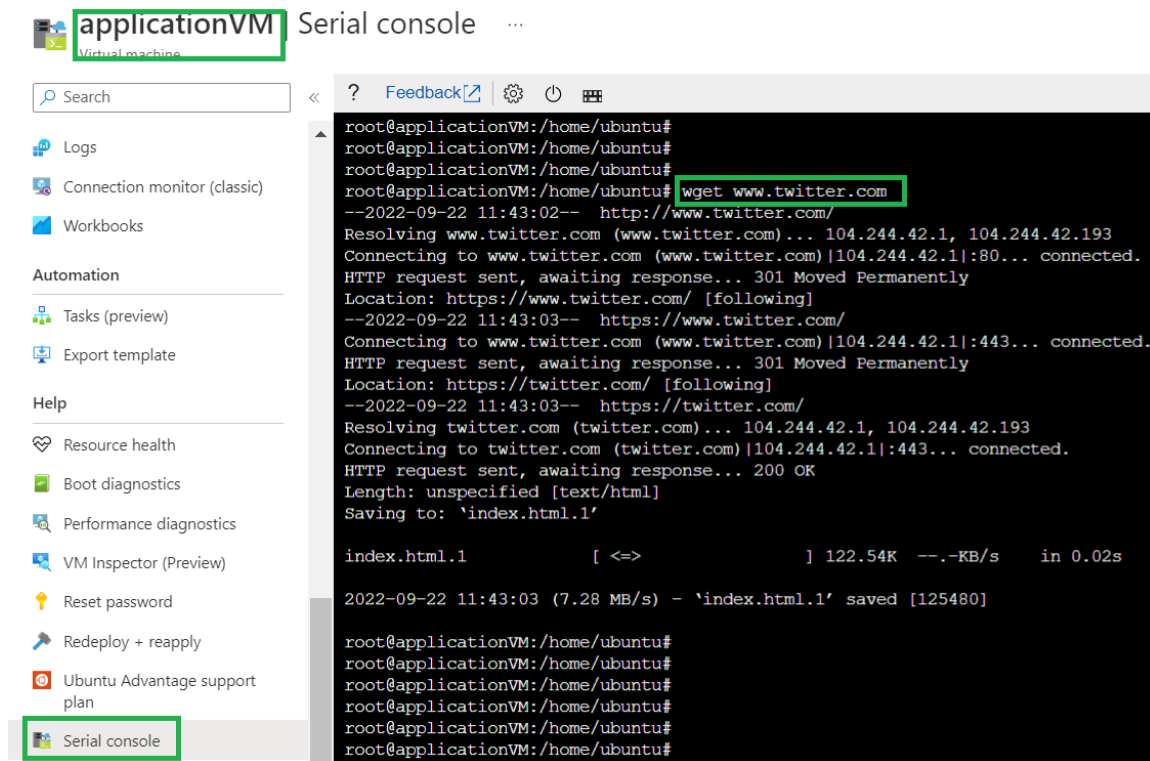 applicationVM | Serial console ...
Virtual machine
Search
«
? Feedback
Logs
Connection monitor (classic)
Workbooks
Automation
Tasks (preview)
Export template
Help
Resource health
Boot diagnostics
Performance diagnostics
VM Inspector (Preview)
Reset password
Redeploy + reapply
Ubuntu Advantage support
plan
Serial console
root@applicationVM:/home/ubuntu#
root@applicationVM:/home/ubuntu#
root@applicationVM:/home/ubuntu#
root@applicationVM:/home/ubuntu# wget www.twitter.com
--2022-09-22 11:43:02--  http://www.twitter.com/
Resolving www.twitter.com (www.twitter.com)... 104.244.42.1, 104.244.42.193
Connecting to www.twitter.com (www.twitter.com)|104.244.42.1|:80... connected.
HTTP request sent, awaiting response... 301 Moved Permanently
Location: https://www.twitter.com/ [following]
--2022-09-22 11:43:03--  https://www.twitter.com/
Connecting to www.twitter.com (www.twitter.com)|104.244.42.1|:443... connected.
HTTP request sent, awaiting response... 301 Moved Permanently
Location: https://twitter.com/ [following]
--2022-09-22 11:43:03--  https://twitter.com/
Resolving twitter.com (twitter.com)... 104.244.42.1, 104.244.42.193
Connecting to twitter.com (twitter.com)|104.244.42.1|:443... connected.
HTTP request sent, awaiting response... 200 OK
Length: unspecified [text/html]
Saving to: ‘index.html.1’
index.html.1 [ <=> ] 122.54K --.-KB/s in 0.02s
2022-09-22 11:43:03 (7.28 MB/s) - ‘index.html.1’ saved [125480]
root@applicationVM:/home/ubuntu#
root@applicationVM:/home/ubuntu#
root@applicationVM:/home/ubuntu#
root@applicationVM:/home/ubuntu#
root@applicationVM:/home/ubuntu#
root@applicationVM:/home/ubuntu#